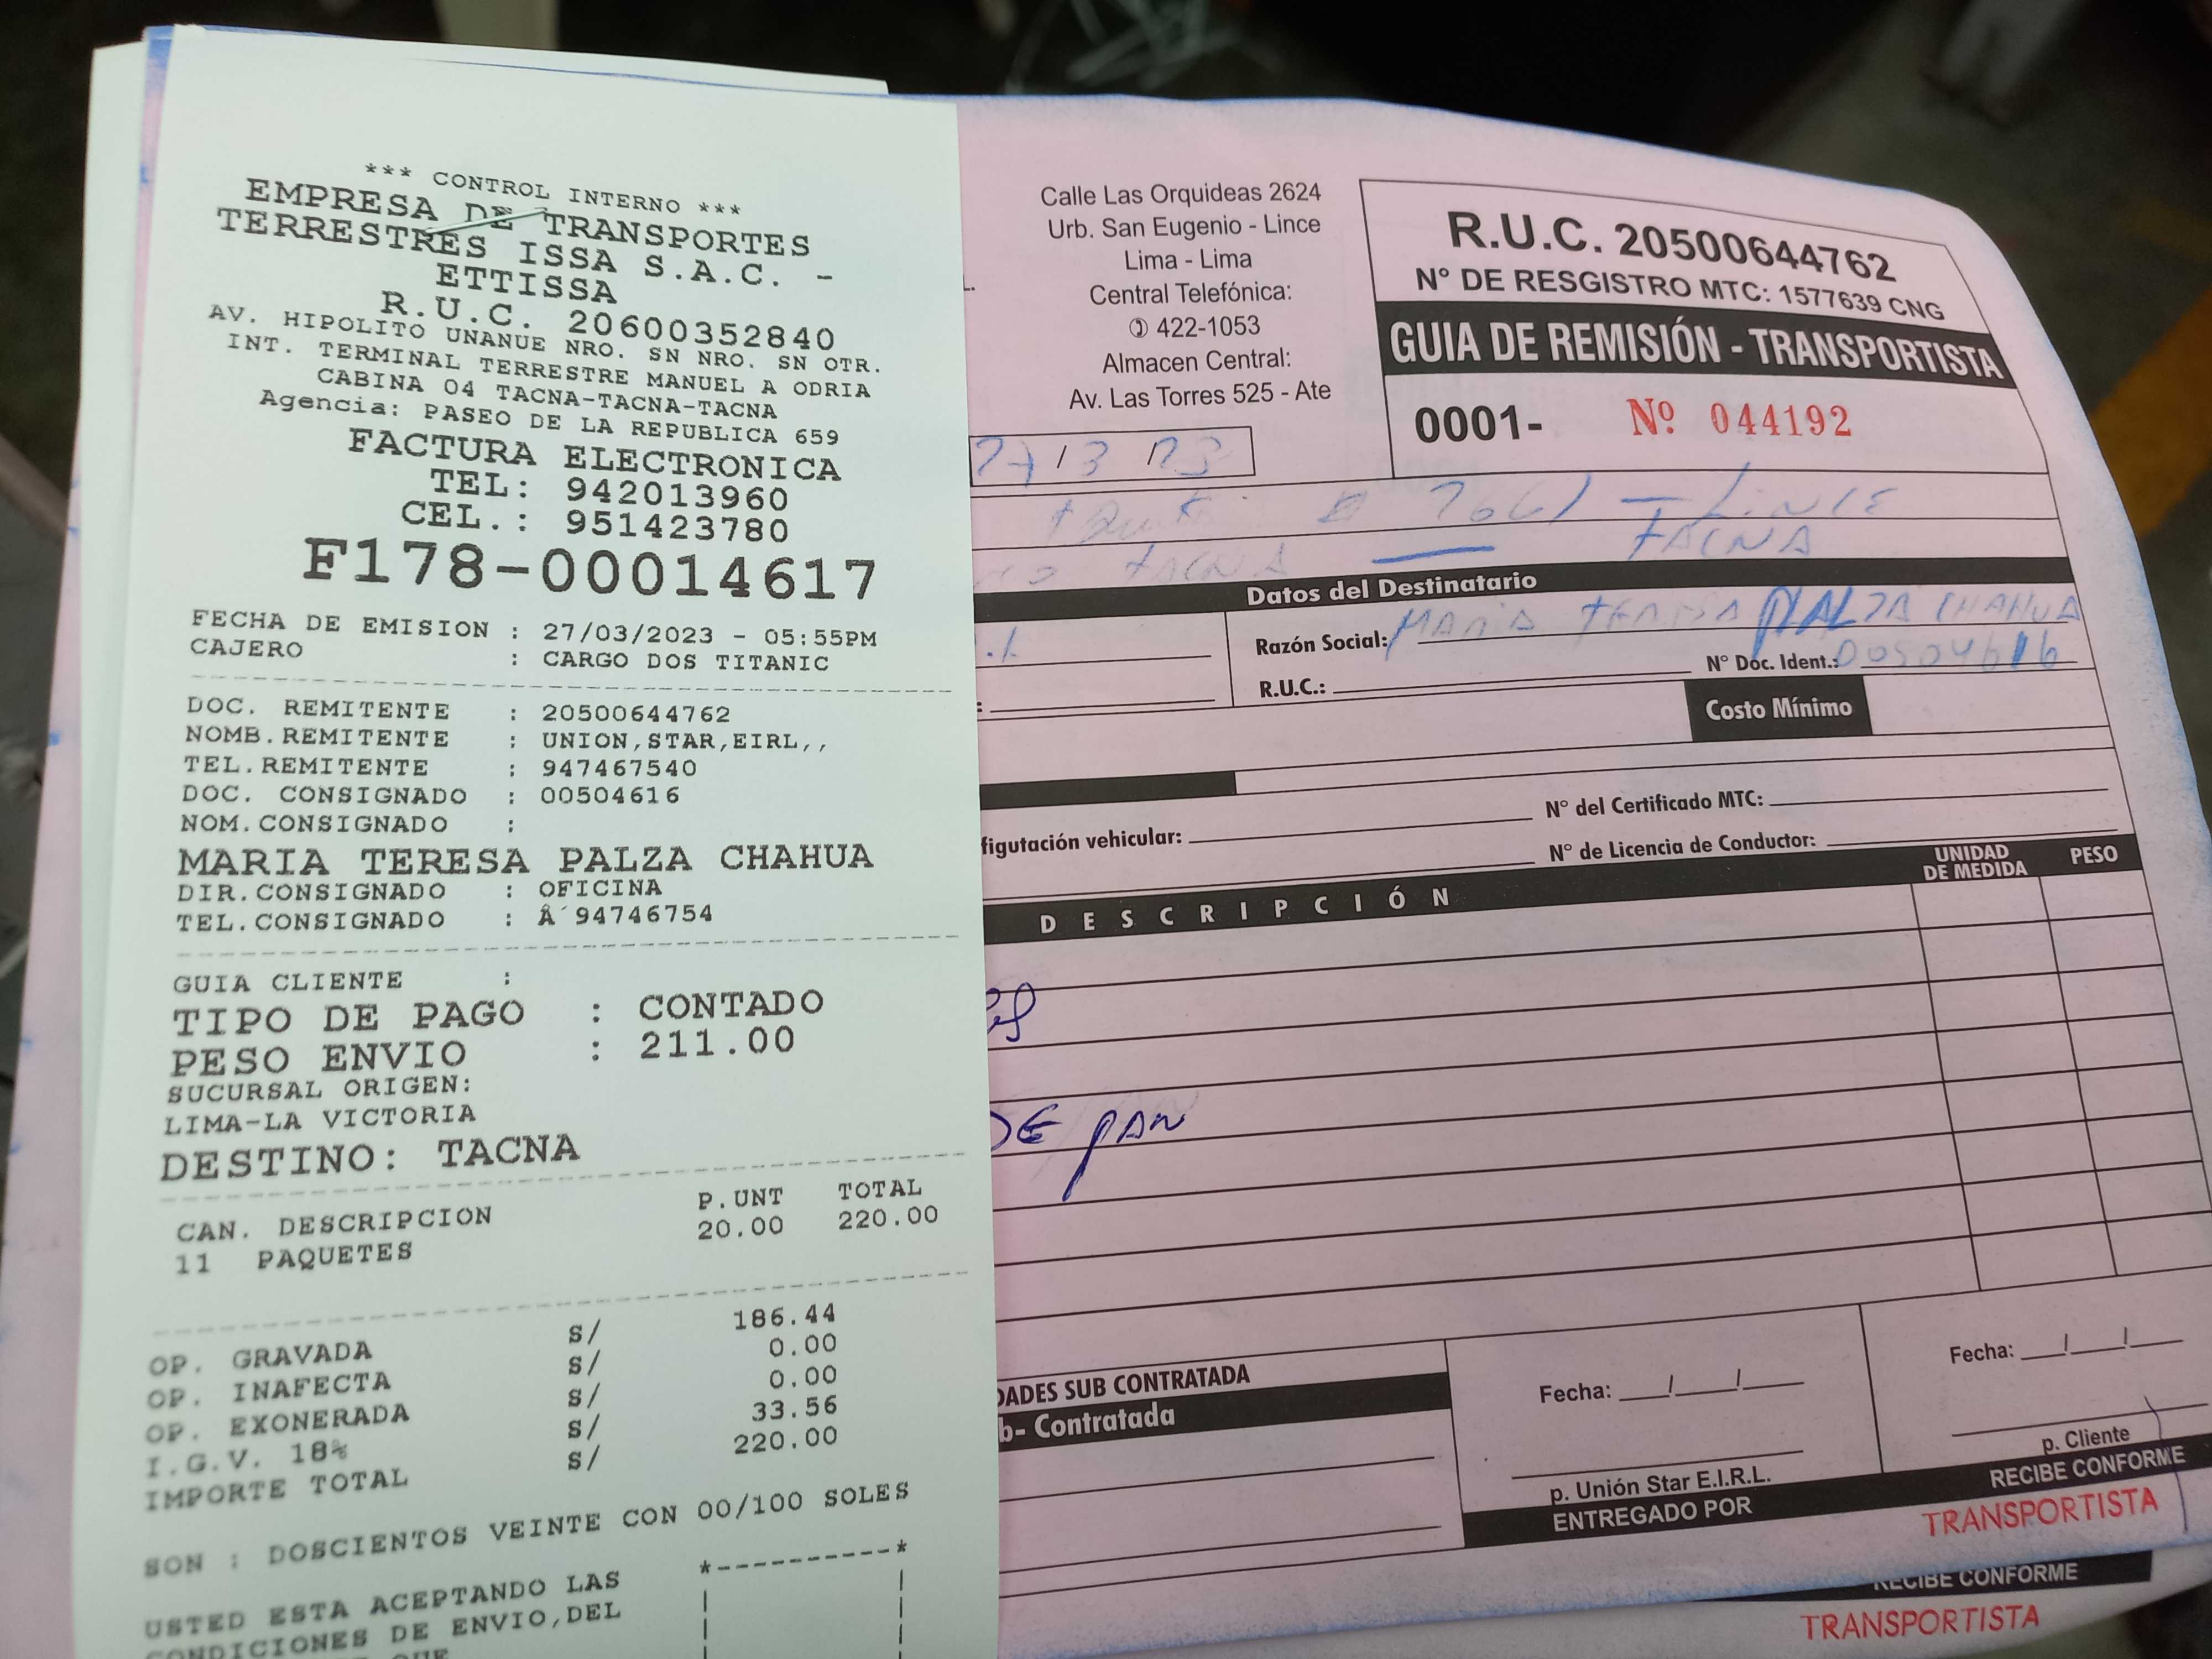 *** CONTROL INTERNO ***
EMPRESA DE TRANSPORTES
TERRESTRES ISSA S.A.C. -
ETTISSA
R.U.C. 20600352840
AV. HIPOLITO UNANUE NRO. SN NRO. SN OTR.
INT. TERMINAL TERRESTRE MANUEL A ODRIA
CABINA 04 TACNA-TACNA-TACNA
Agencia: PASEO DE LA REPUBLICA 659
FACTURA ELECTRONICA
TEL: 942013960
CEL.: 951423780
F178-00014617
FECHA DE EMISION : 27/03/2023 - 05:55PM
CAJERO : CARGO DOS TITANIC
DOC. REMITENTE : 20500644762
NOMB.REMITENTE : UNION,STAR,EIRL,,
TEL.REMITENTE : 947467540
DOC. CONSIGNADO : 00504616
NOM.CONSIGNADO :
MARIA TERESA PALZA CHAHUA
DIR.CONSIGNADO : OFICINA
TEL.CONSIGNADO : Â´94746754
GUIA CLIENTE :
TIPO DE PAGO : CONTADO
PESO ENVIO : 211.00
SUCURSAL ORIGEN:
LIMA-LA VICTORIA
DESTINO: TACNA
CAN. DESCRIPCION P.UNT TOTAL
11 PAQUETES 20.00 220.00
OP. GRAVADA S/ 186.44
OP. INAFECTA S/ 0.00
OP. EXONERADA S/ 0.00
I.G.V. 18% S/ 33.56
IMPORTE TOTAL S/ 220.00
SON : DOSCIENTOS VEINTE CON 00/100 SOLES
USTED ESTA ACEPTANDO LAS
CONDICIONES DE ENVIO,DEL
QUE
Calle Las Orquideas 2624
Urb. San Eugenio - Lince
Lima - Lima
Central Telefónica:
422-1053
Almacen Central:
Av. Las Torres 525 - Ate
R.U.C. 20500644762
N° DE RESGISTRO MTC: 1577639 CNG
GUIA DE REMISIÓN - TRANSPORTISTA
0001- Nº 044192
LINCE
TACNA — TACNA
Datos del Destinatario
Razón Social: MARIA TERESA PALZA CHAHUA
N° Doc. Ident.: 00504616
R.U.C.:
Costo Mínimo
N° del Certificado MTC:
figutación vehicular:
N° de Licencia de Conductor:
DESCRIPCIÓN UNIDAD DE MEDIDA PESO
DE PAN
DADES SUB CONTRATADA
b- Contratada
Fecha: __/__/__
p. Unión Star E.I.R.L.
ENTREGADO POR
Fecha: __/__/__
p. Cliente
RECIBE CONFORME
TRANSPORTISTA
RECIBE CONFORME
TRANSPORTISTA